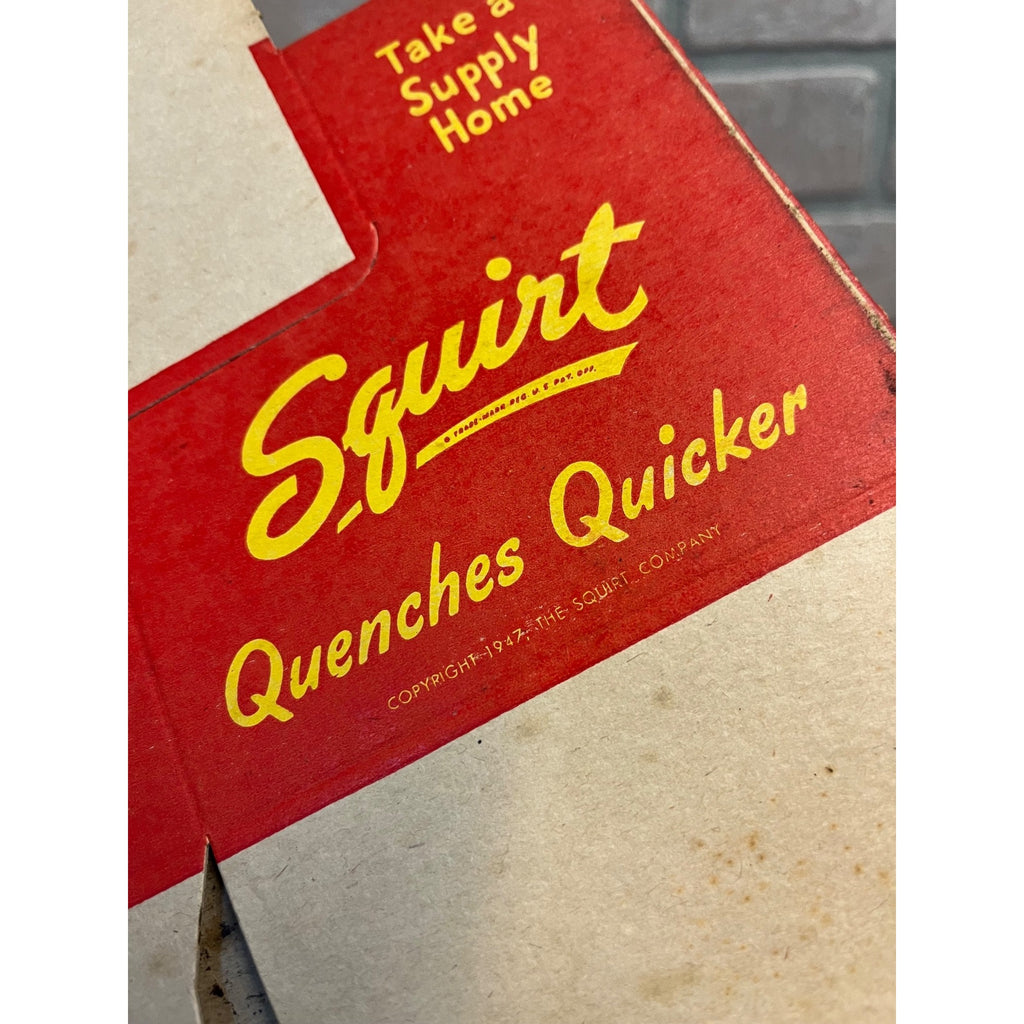 Take a
Supply
Home
Squirt
® TRADE-MARK REG. U. S. PAT. OFF.
Quenches Quicker
COPYRIGHT 1947, THE SQUIRT COMPANY